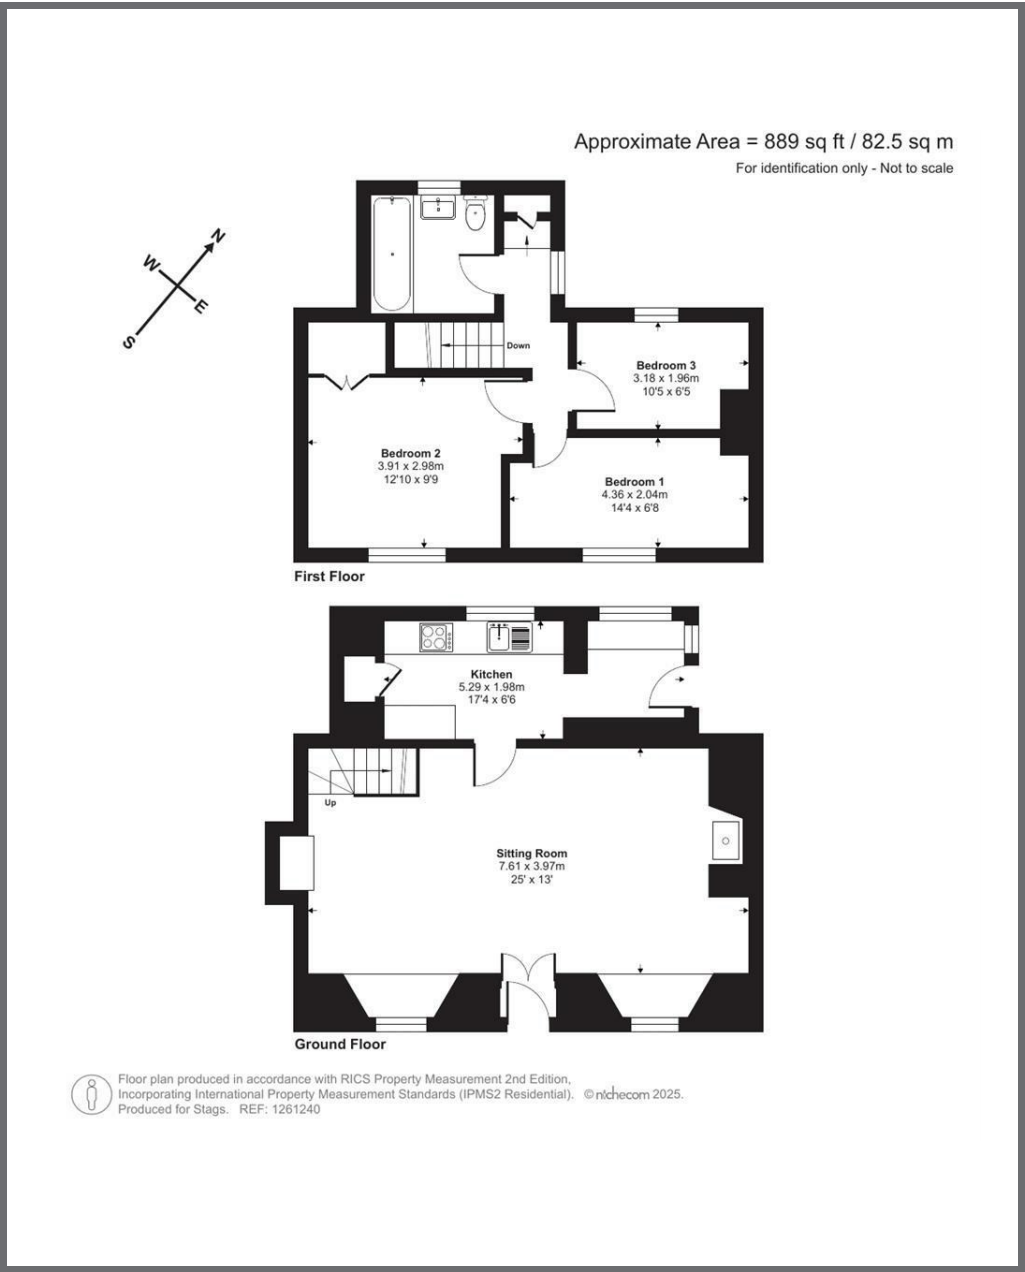 Approximate Area = 889 sq ft / 82.5 sq m
For identification only - Not to scale
N
W
E
S
Down
Bedroom 3
3.18 x 1.96m
10'5 x 6'5
Bedroom 2
3.91 x 2.98m
12'10 x 9'9
Bedroom 1
4.36 x 2.04m
14'4 x 6'8
First Floor
Kitchen
5.29 x 1.98m
17'4 x 6'6
Up
Sitting Room
7.61 x 3.97m
25' x 13'
Ground Floor
Floor plan produced in accordance with RICS Property Measurement 2nd Edition,
Incorporating International Property Measurement Standards (IPMS2 Residential). © nichecom 2025.
Produced for Stags. REF: 1261240